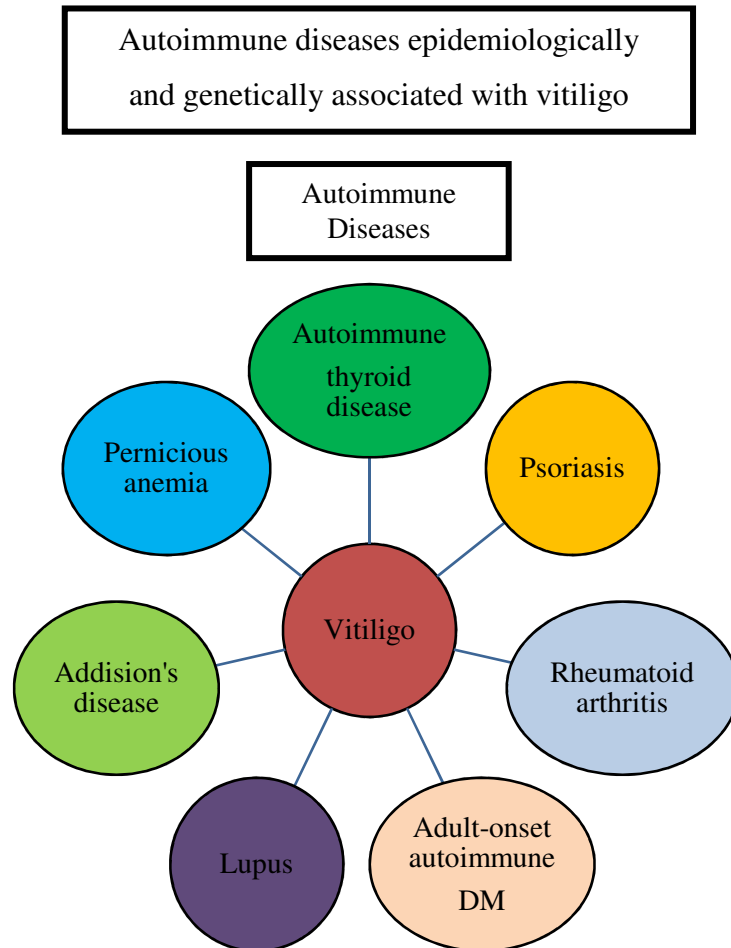 Autoimmune diseases epidemiologically
and genetically associated with vitiligo
Autoimmune
Diseases
Autoimmune
thyroid
disease
Pernicious
anemia
Psoriasis
Vitiligo
Addision's
disease
Rheumatoid
arthritis
Lupus
Adult-onset
autoimmune
DM